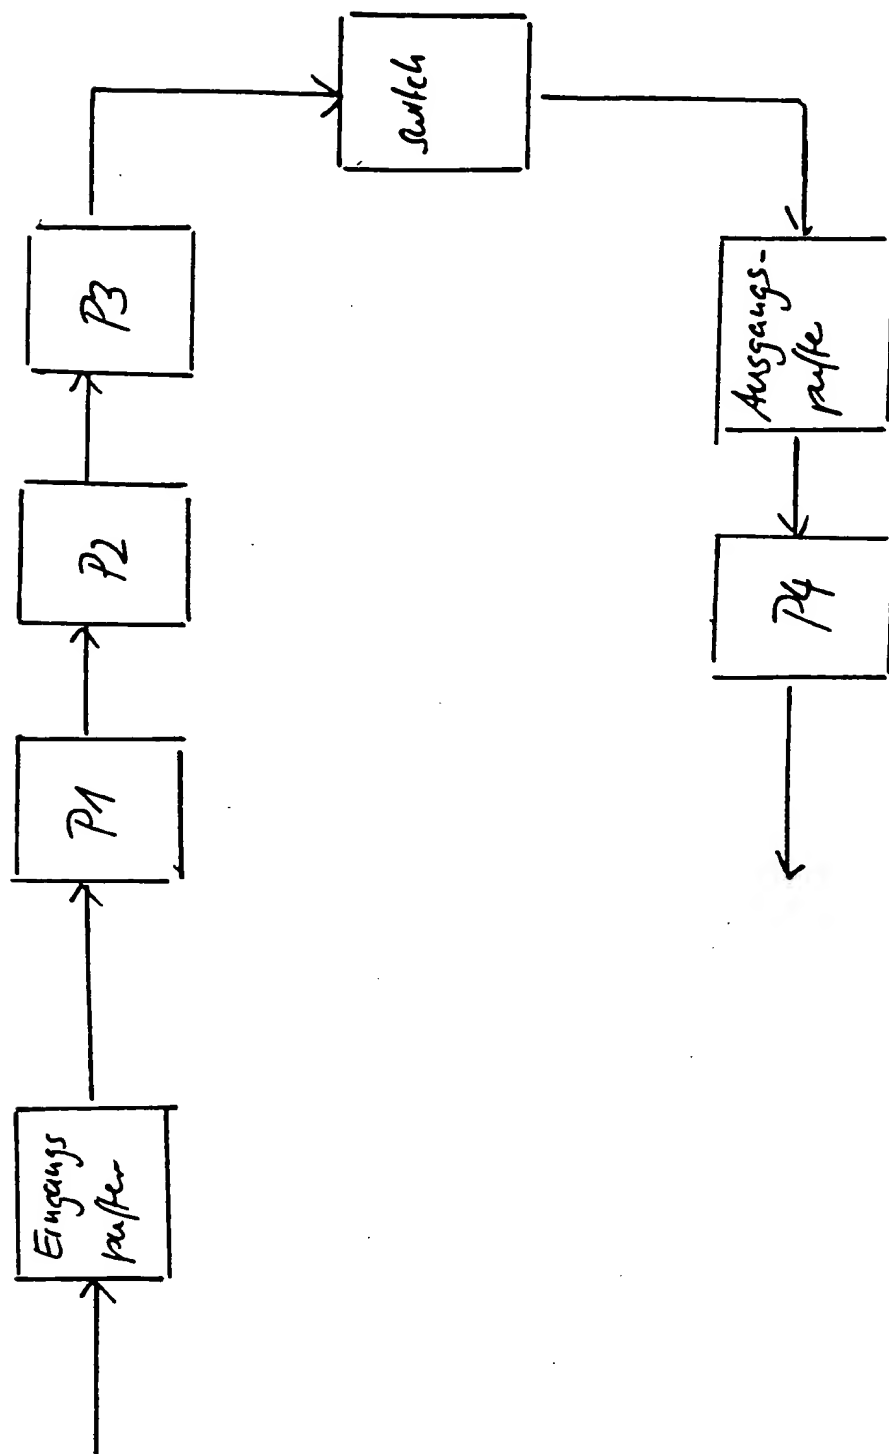 Eingangs
puffer
P1
P2
P3
Switch
Ausgangs-
puffer
P4